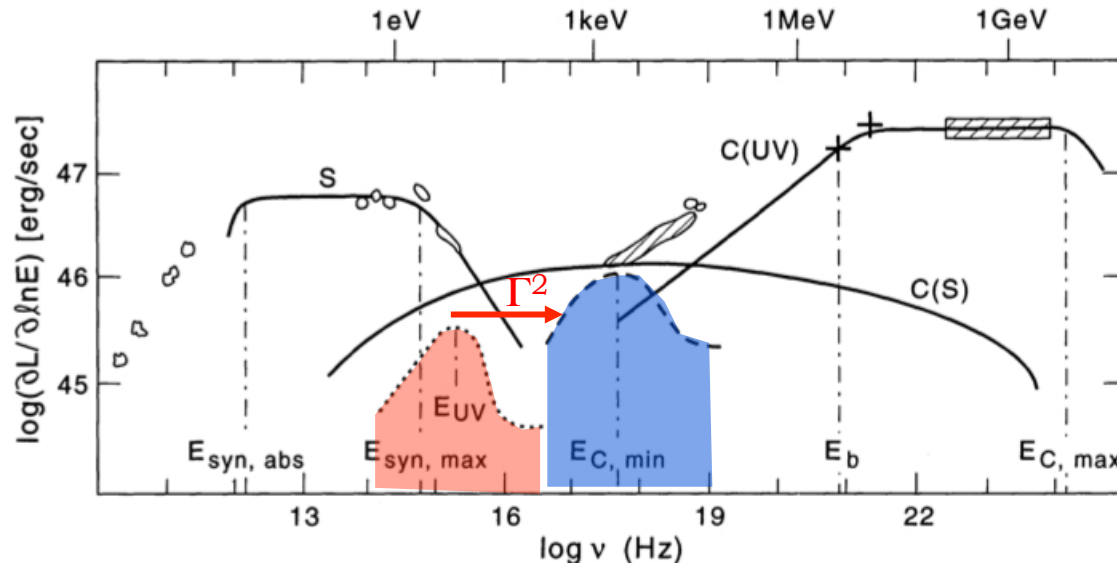 1eV 1keV 1MeV 1GeV
log(∂L/∂ℓnE) [erg/sec]
47
46
45
S
C(UV)
C(S)
Γ²
E_UV
E_syn, abs E_syn, max E_C, min E_b E_C, max
13 16 19 22
log ν (Hz)